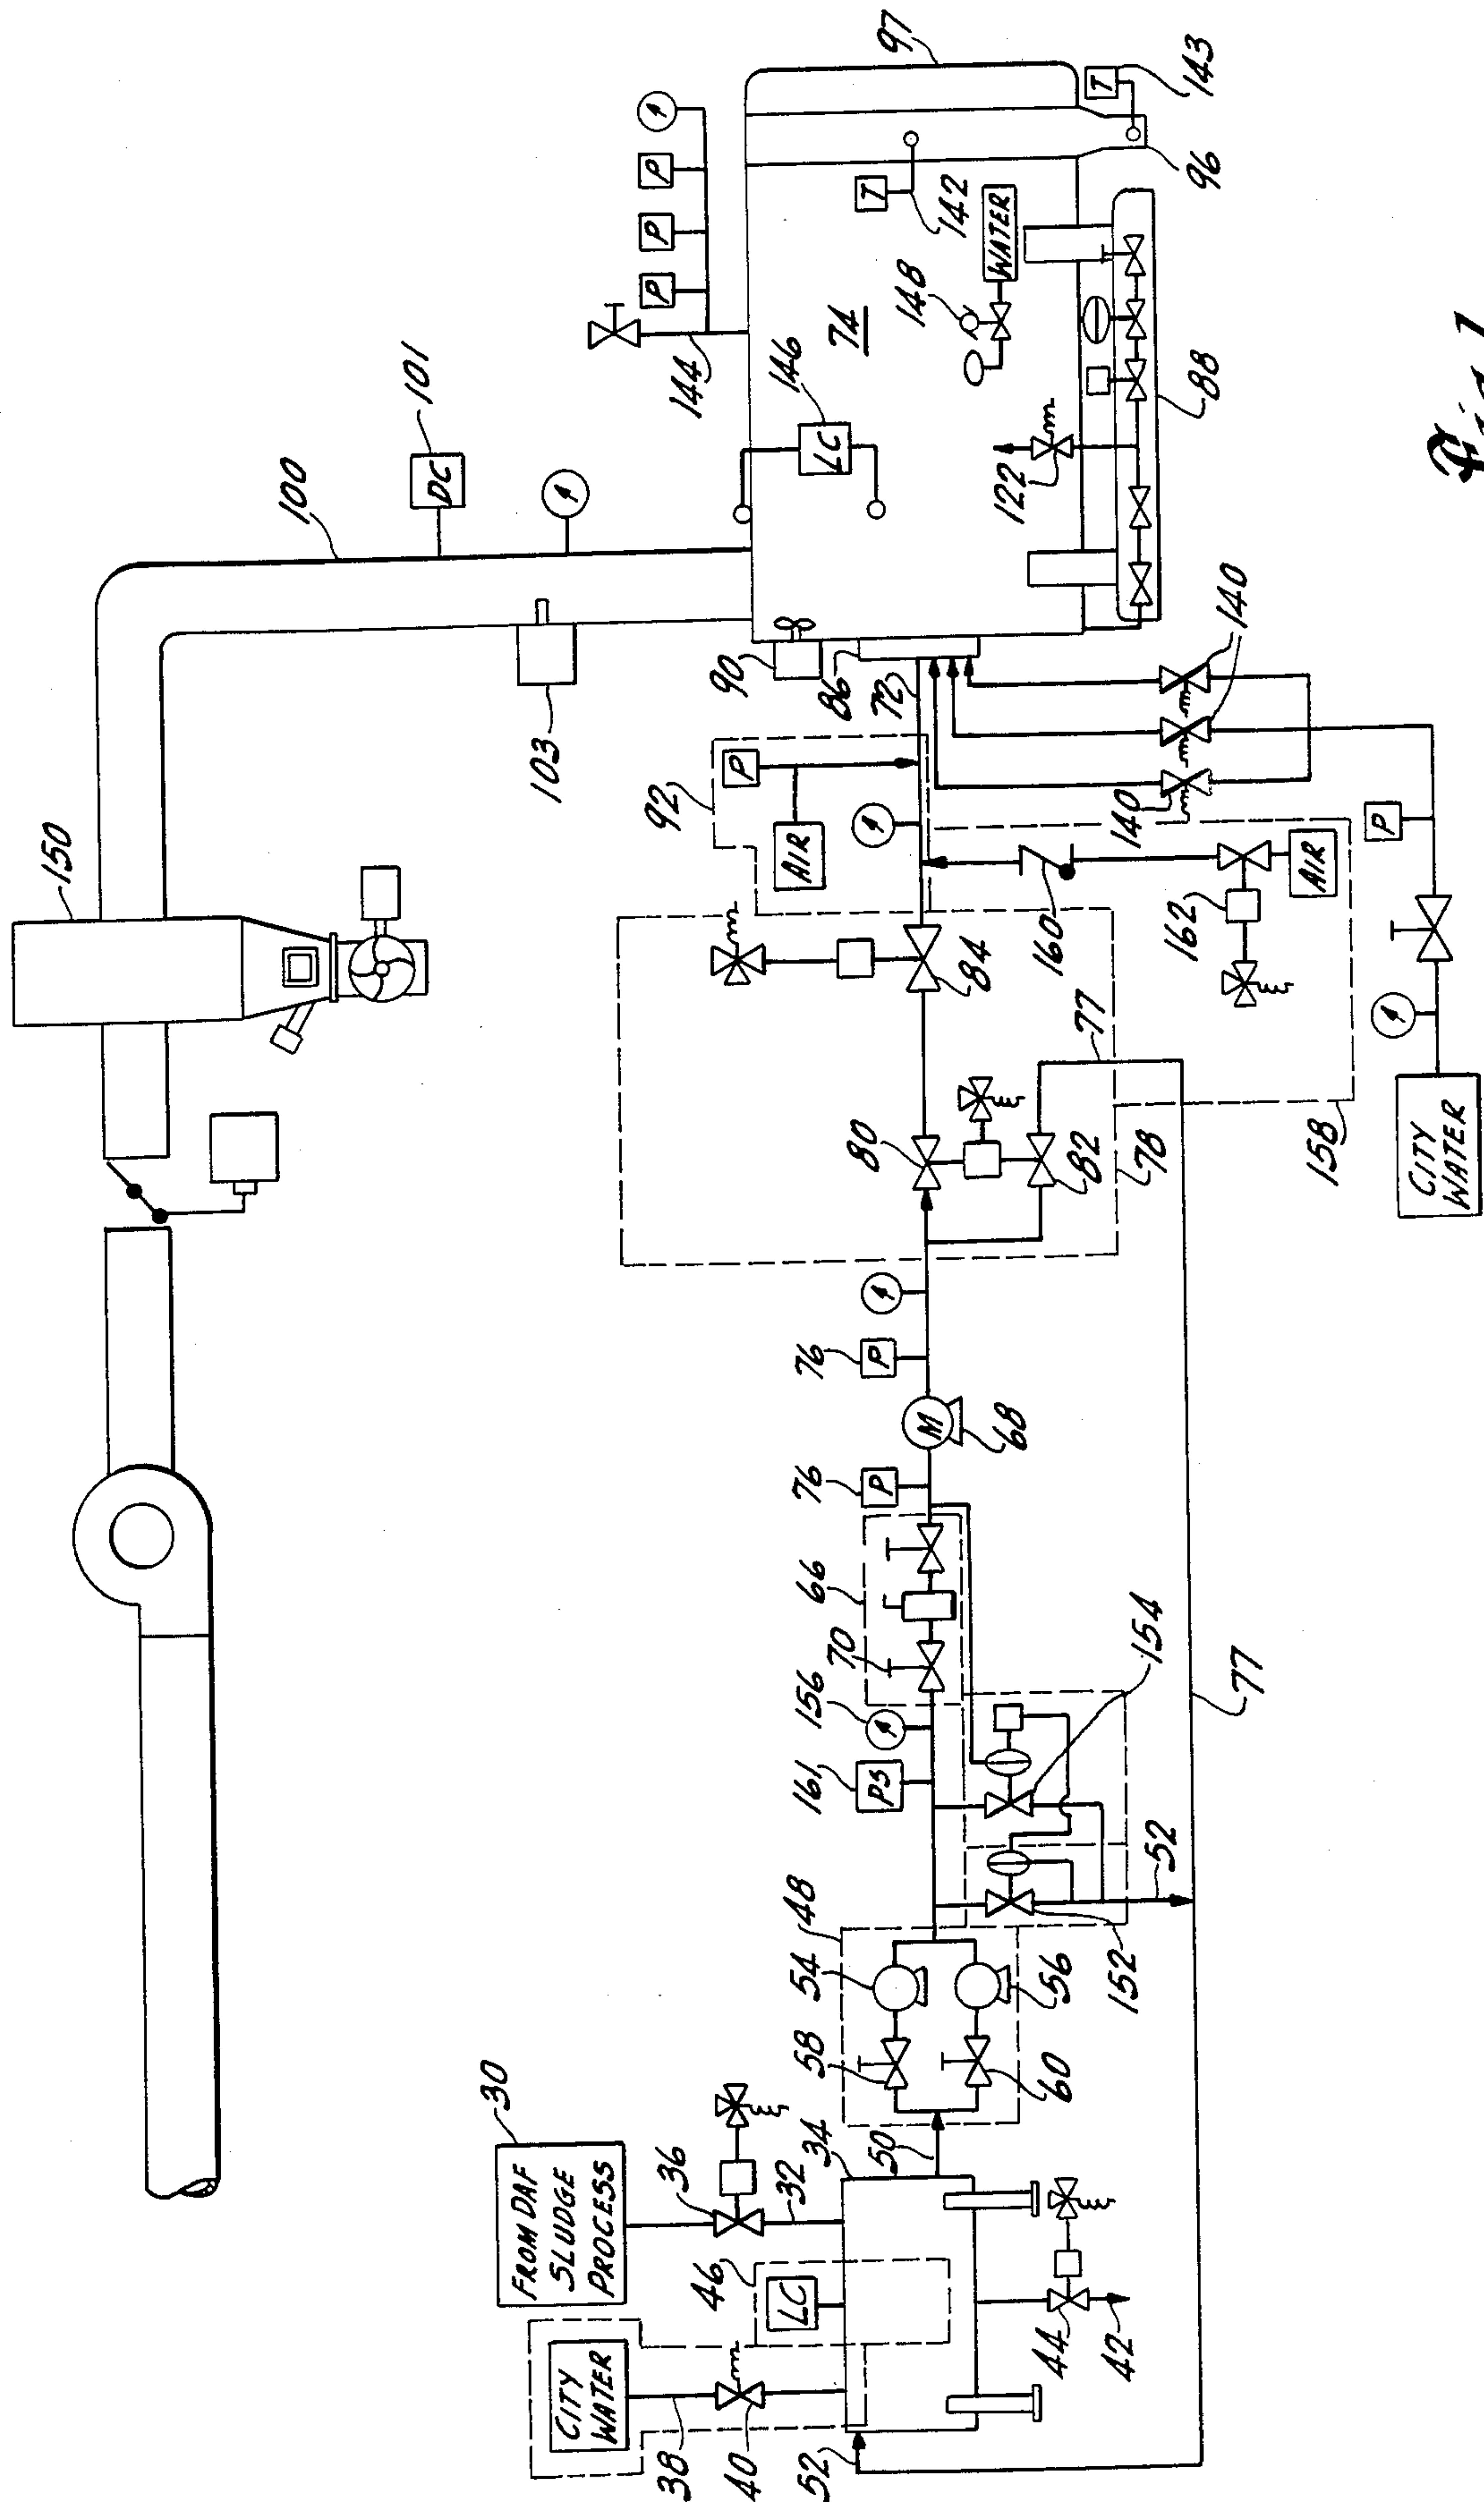 150
100
DC
101
103
P
P
P
144
97
T
143
96
T
142
WATER
148
74
146
LC
122
88
90
86
72
140
140
92
P
AIR
84
160
162
AIR
P
158
CITY
WATER
77
78
80
82
76
P
M
68
76
P
66
70
156
161
PS
154
77
52
152
48
54
56
58
60
50
34
30
FROM DAF
SLUDGE
PROCESS
36
32
46
LC
CITY
WATER
38
40
52
44
42
Fig. 1